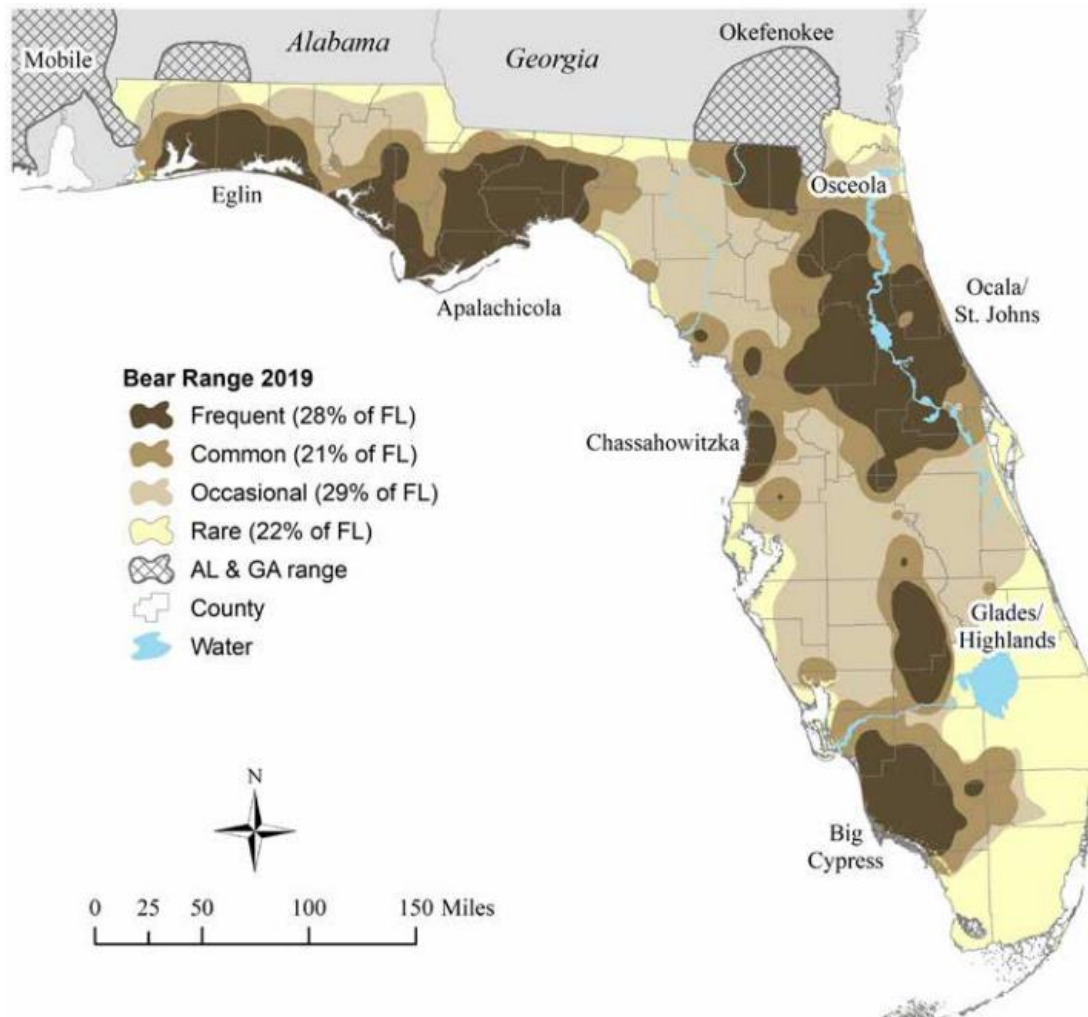 Alabama
Georgia
Okefenokee
Mobile
Osceola
Eglin
Apalachicola
Ocala/
St. Johns
Chassahowitzka
Bear Range 2019
Frequent (28% of FL)
Common (21% of FL)
Occasional (29% of FL)
Rare (22% of FL)
AL & GA range
County
Water
Glades/
Highlands
Big
Cypress
N
0 25 50 100 150 Miles